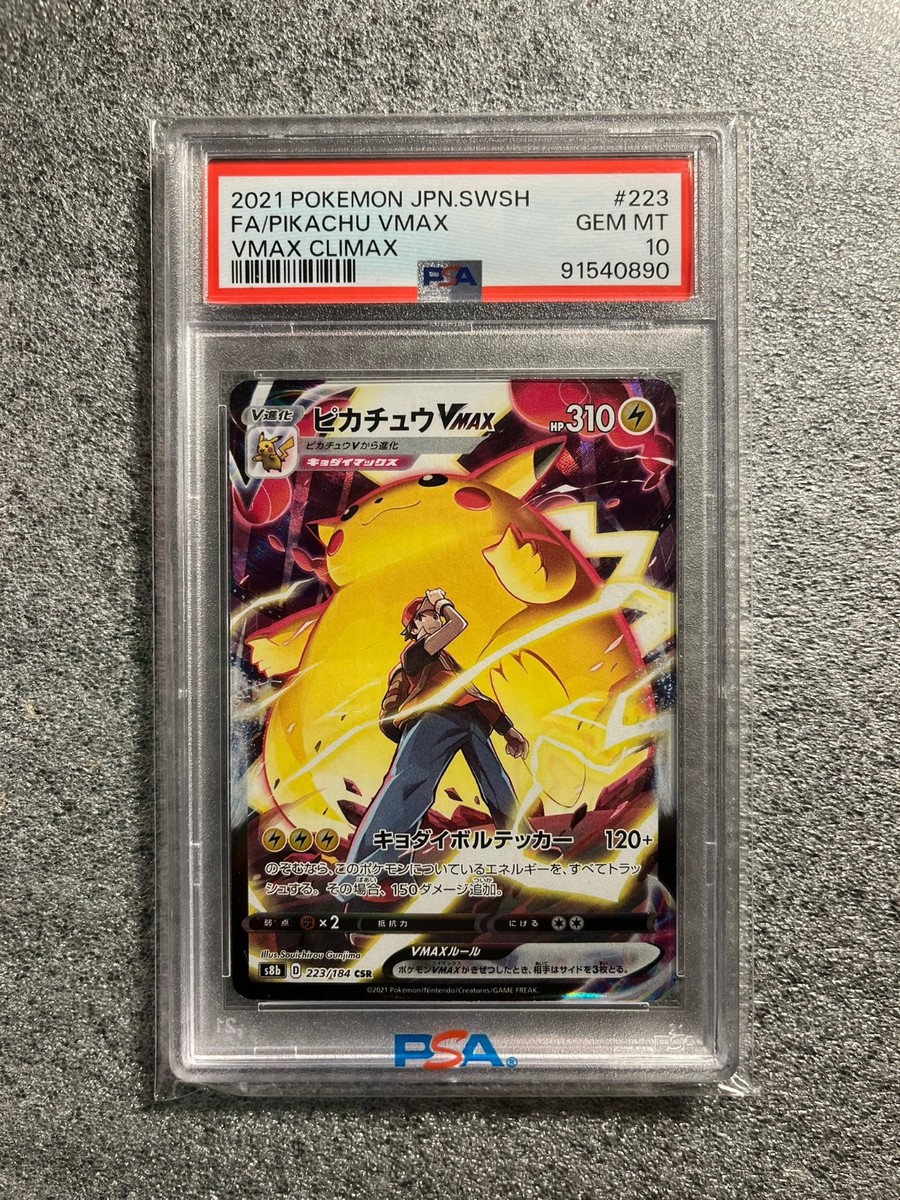 2021 POKEMON JPN.SWSH #223
FA/PIKACHU VMAX GEM MT
VMAX CLIMAX 10
PSA 91540890
V進化 ピカチュウVMAX HP310
ピカチュウVから進化
キョダイマックス
キョダイボルテッカー 120+
のぞむなら、このポケモンについているエネルギーを、すべてトラッ
シュする。その場合、150ダメージ追加。
弱点 ×2 抵抗力 にげる
Illus.Souichirou Gunjima VMAXルール
s8b D 223/184 CSR ポケモンVMAXがきぜつしたとき、相手はサイドを3枚とる。
©2021 Pokémon/Nintendo/Creatures/GAME FREAK.
PSA®